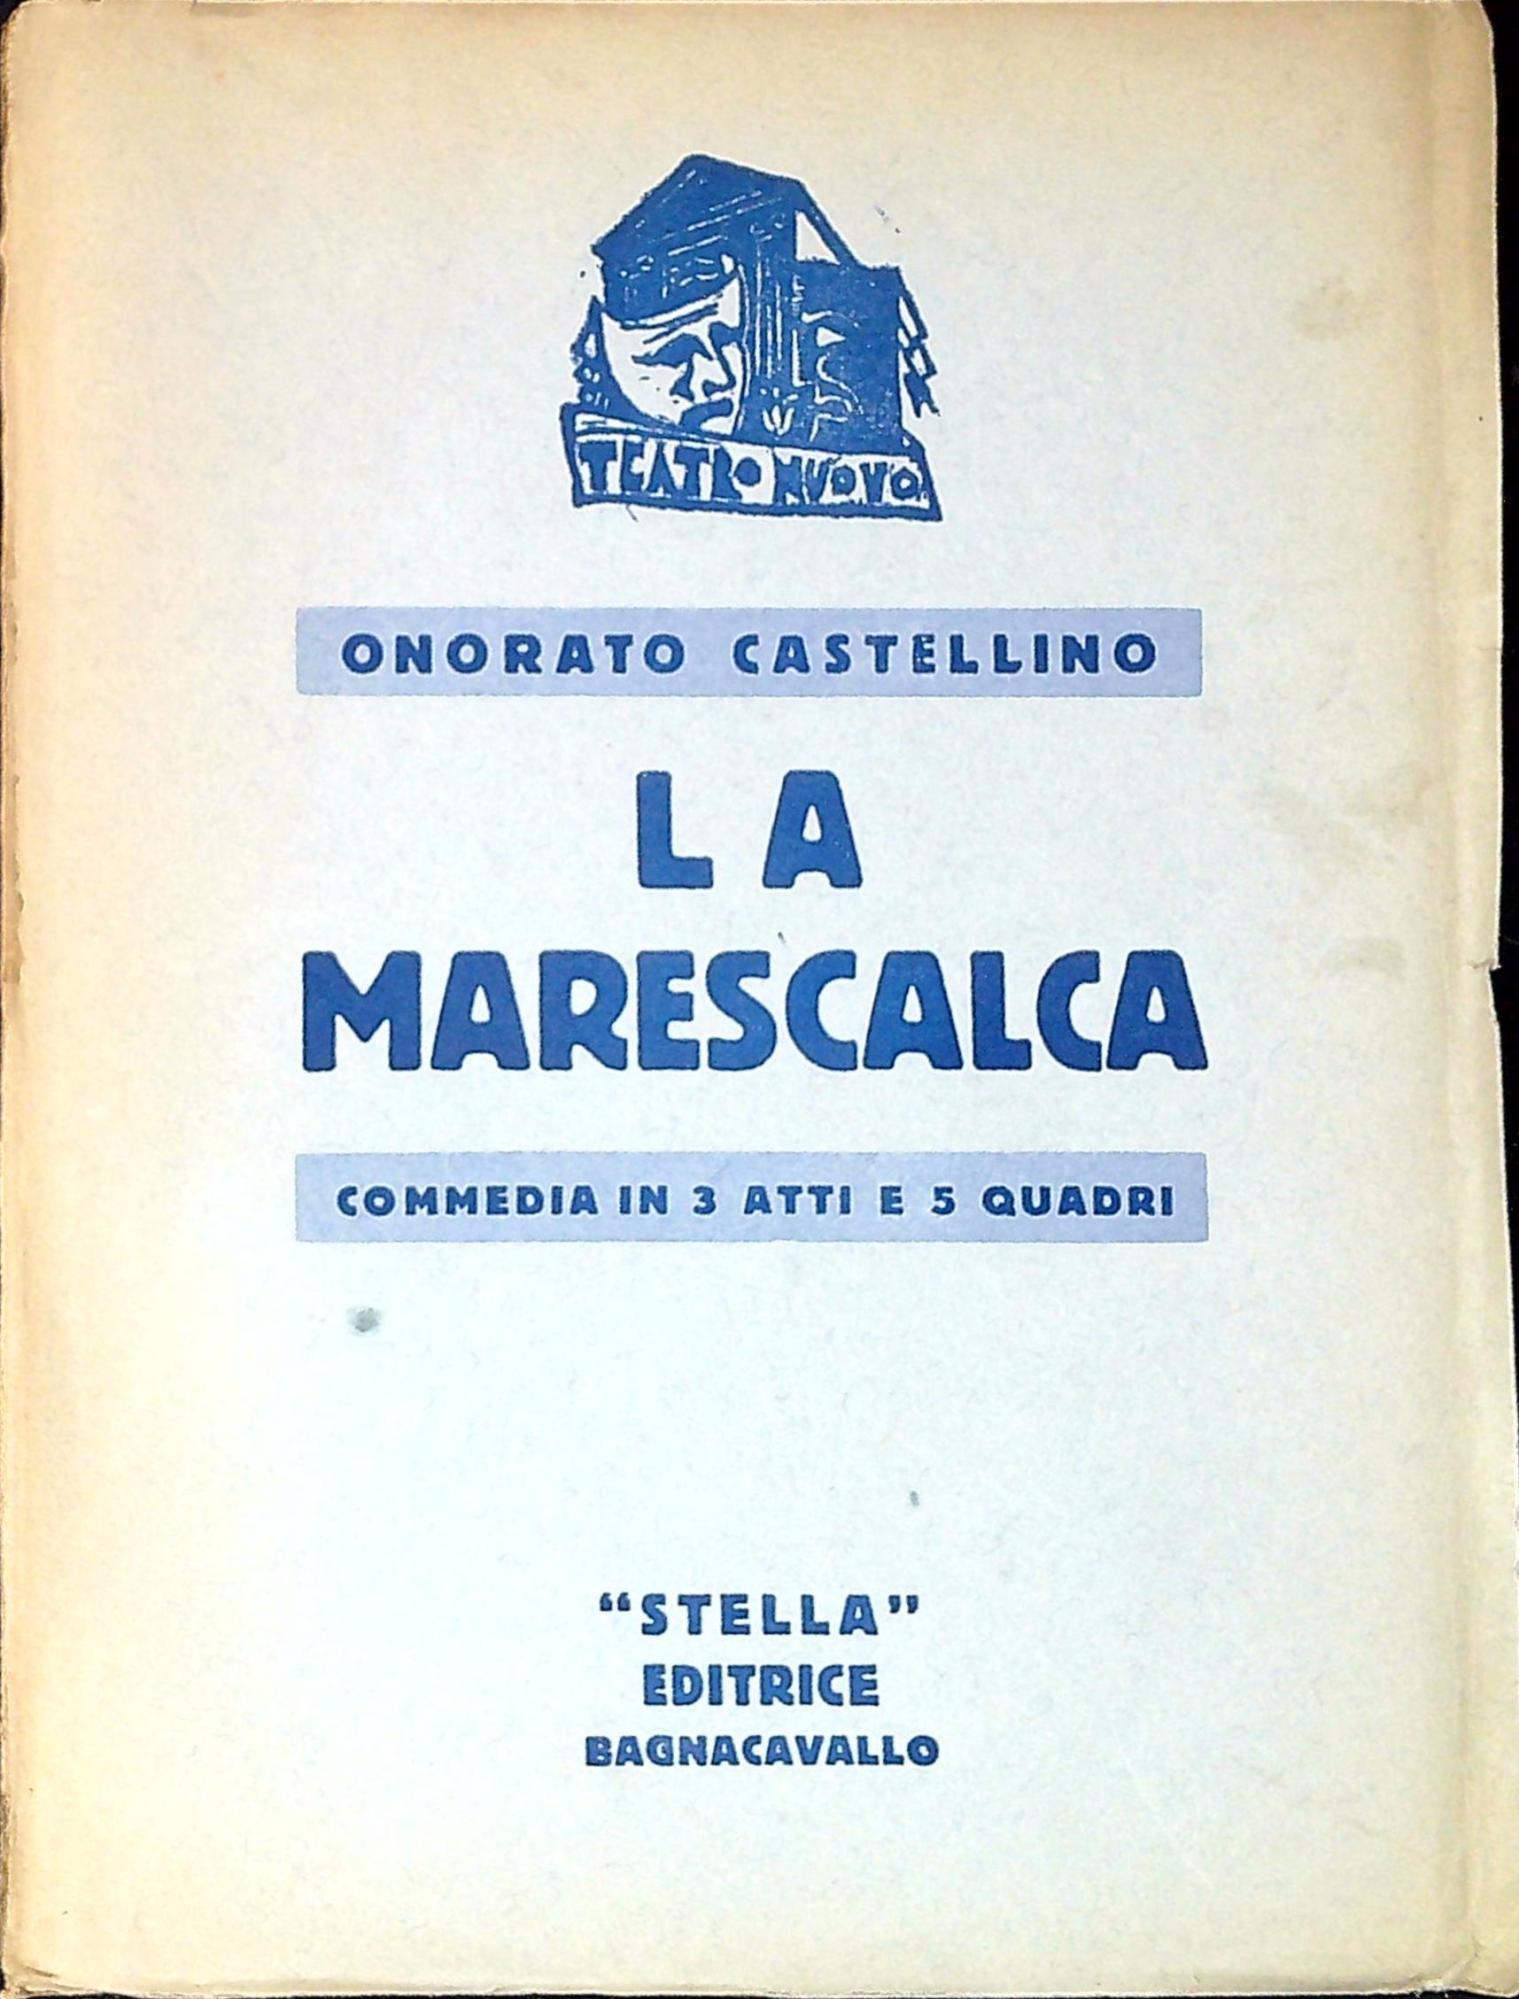 TEATRO NUOVO
ONORATO CASTELLINO
LA
MARESCALCA
COMMEDIA IN 3 ATTI E 5 QUADRI
“STELLA”
EDITRICE
BAGNACAVALLO